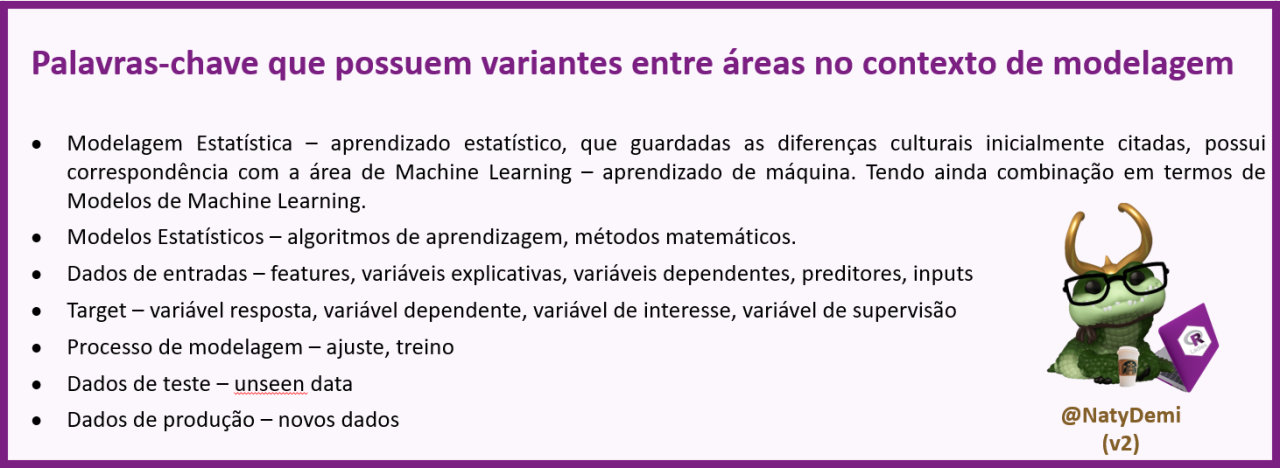 Palavras-chave que possuem variantes entre áreas no contexto de modelagem
• Modelagem Estatística – aprendizado estatístico, que guardadas as diferenças culturais inicialmente citadas, possui
correspondência com a área de Machine Learning – aprendizado de máquina. Tendo ainda combinação em termos de
Modelos de Machine Learning.
• Modelos Estatísticos – algoritmos de aprendizagem, métodos matemáticos.
• Dados de entradas – features, variáveis explicativas, variáveis dependentes, preditores, inputs
• Target – variável resposta, variável dependente, variável de interesse, variável de supervisão
• Processo de modelagem – ajuste, treino
• Dados de teste – unseen data
• Dados de produção – novos dados
R
@NatyDemi
(v2)